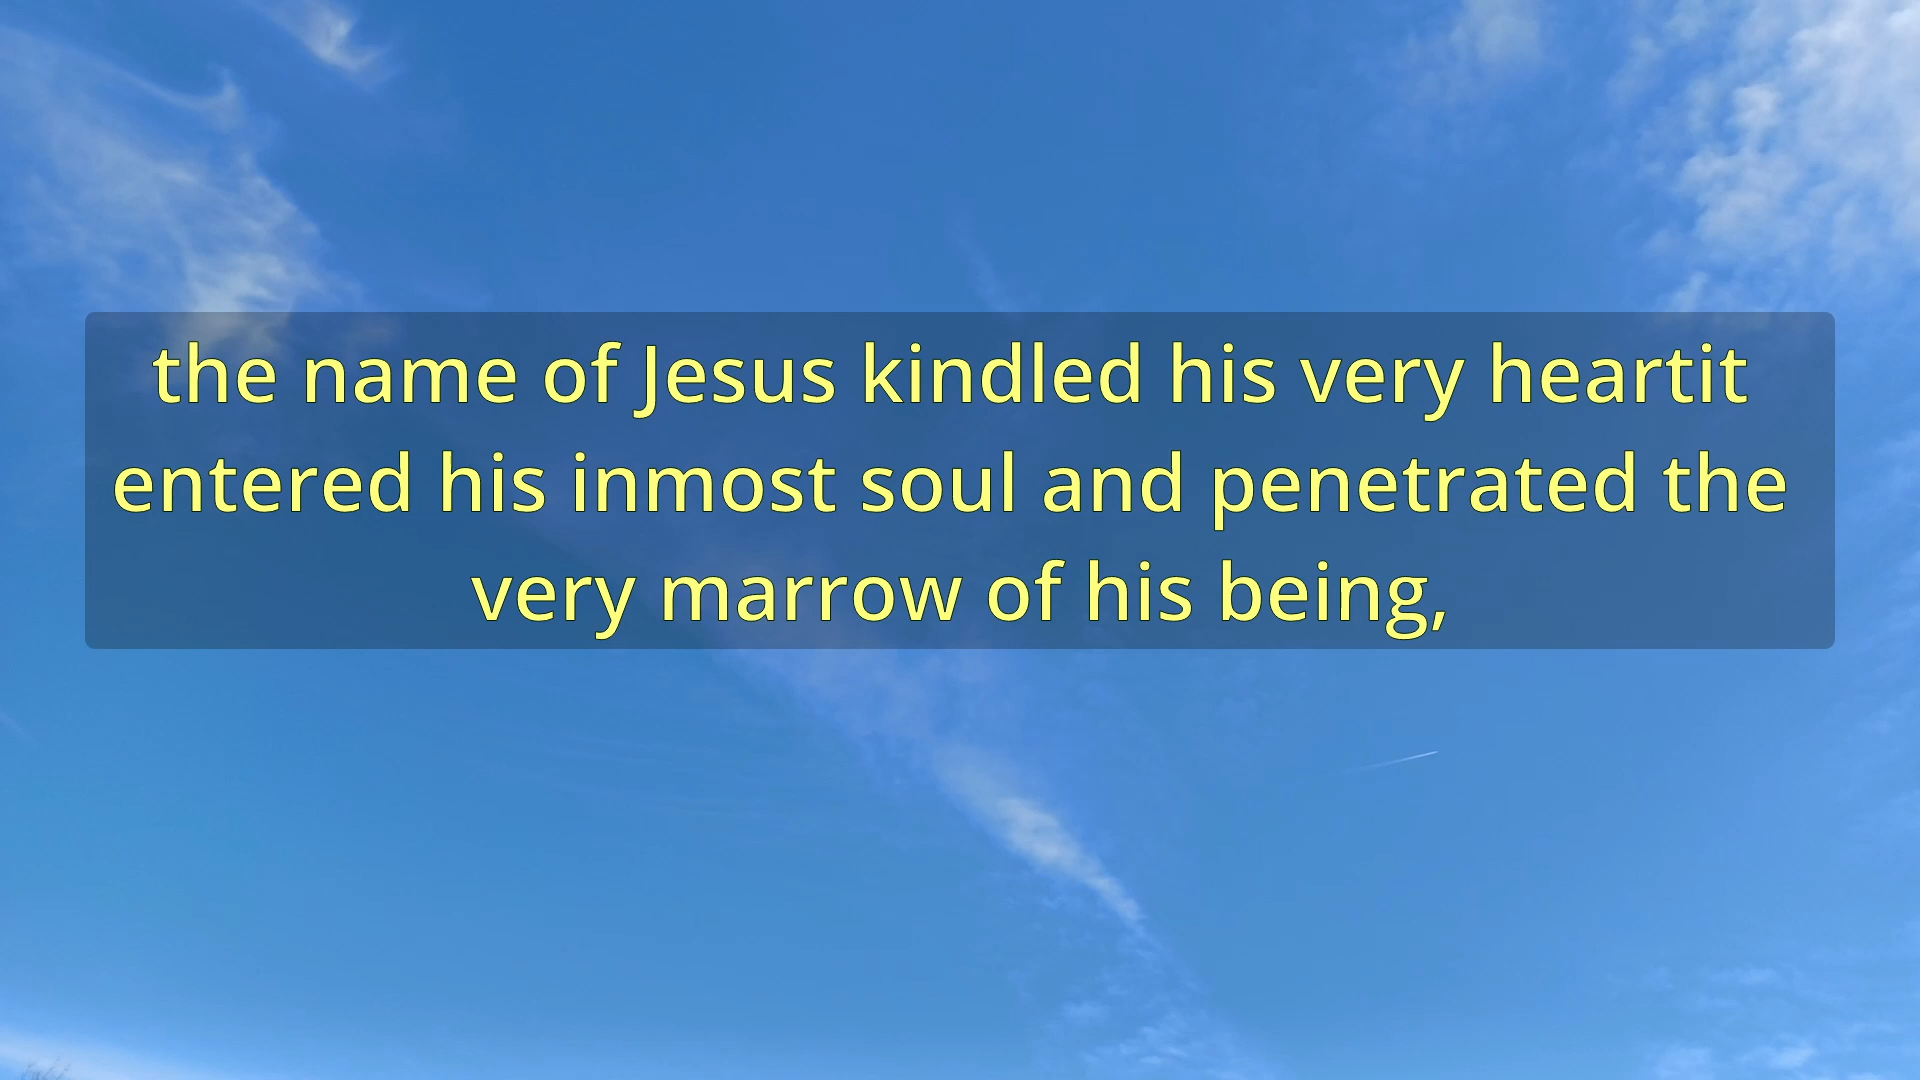 the name of Jesus kindled his very heartit
entered his inmost soul and penetrated the
very marrow of his being,